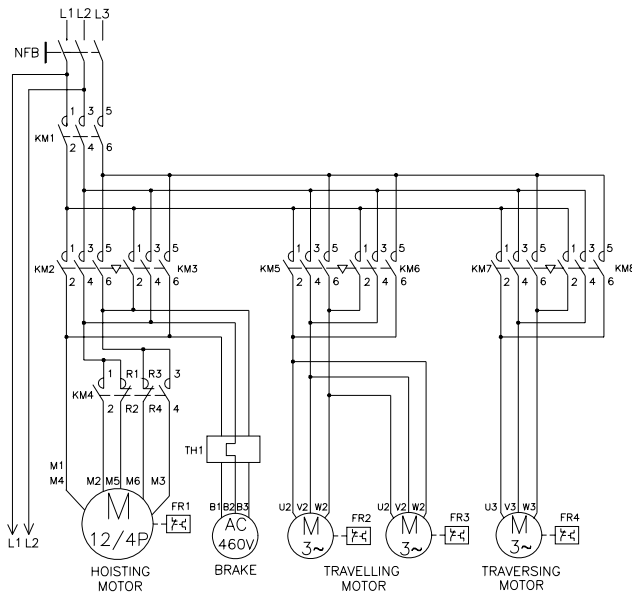 L1 L2 L3
NFB
1 3 5
KM1
2 4 6
1 3 5 1 3 5 1 3 5 1 3 5 1 3 5 1 3 5
KM2 KM3 KM5 KM6 KM7 KM8
2 4 6 2 4 6 2 4 6 2 4 6 2 4 6 2 4 6
1 R1 R3 3
KM4
2 R2 R4 4
TH1
M1
M4 M2 M5 M6 M3
B1 B2 B3 U2 V2 W2 U2 V2 W2 U3 V3 W3
M FR1 AC M FR2 M FR3 M FR4
12/4P 460V 3~ 3~ 3~
L1 L2
HOISTING MOTOR
BRAKE
TRAVELLING MOTOR
TRAVERSING MOTOR